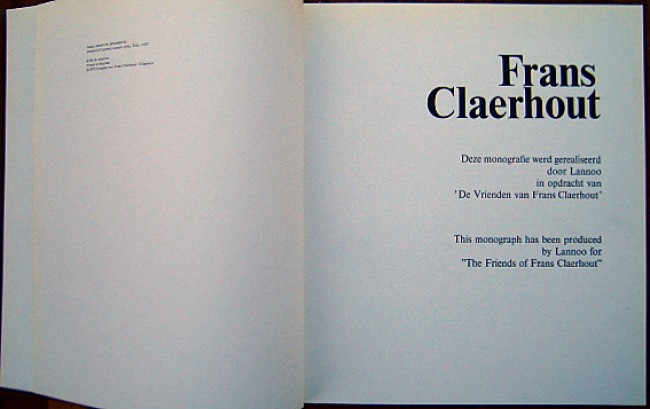 Frans
Claerhout
Deze monografie werd gerealiseerd
door Lannoo
in opdracht van
'De Vrienden van Frans Claerhout'
This monograph has been produced
by Lannoo for
"The Friends of Frans Claerhout"